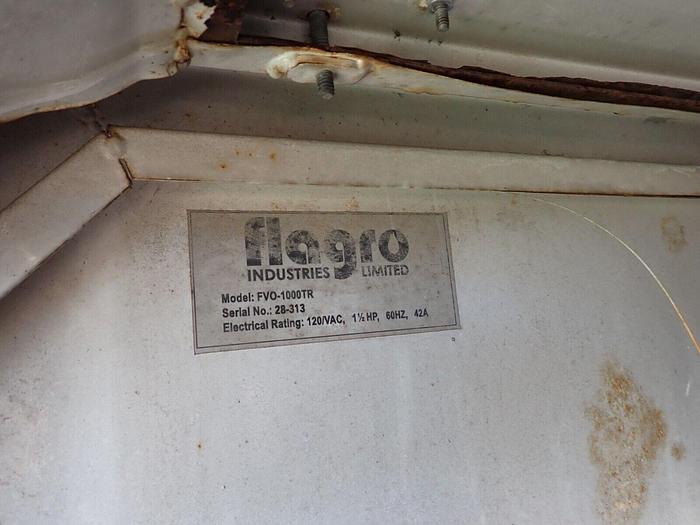 flagro
INDUSTRIES LIMITED
Model: FVO-1000TR
Serial No.: 28-313
Electrical Rating: 120/VAC, 1½ HP, 60HZ, 42A